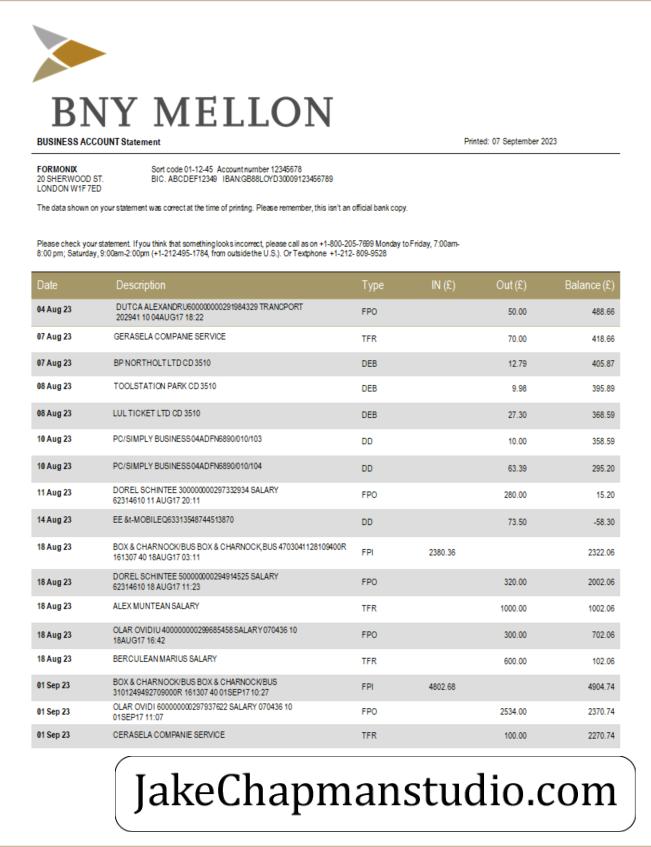 BNY MELLON
BUSINESS ACCOUNT Statement Printed: 07 September 2023
FORMONIX Sort code 01-12-45 Account number 12345678
20 SHERWOOD ST. BIC: ABCDEF12349 IBAN:GB88LOYD30009123456789
LONDON W1F 7ED
The data shown on your statement was correct at the time of printing. Please remember, this isn't an official bank copy.
Please check your statement. If you think that something looks incorrect, please call as on +1-800-205-7699 Monday to Friday, 7:00am-
8:00 pm; Saturday, 9:00am-2:00pm (+1-212-495-1784, from outside the U.S.). Or Textphone +1-212- 809-9528
Date Description Type IN (£) Out (£) Balance (£)
04 Aug 23 DUTCA ALEXANDRU600000000291984329 TRANCPORT
202941 10 04AUG17 18:22 FPO 50.00 488.66
07 Aug 23 GERASELA COMPANIE SERVICE TFR 70.00 418.66
07 Aug 23 BP NORTHOLT LTD CD 3510 DEB 12.79 405.87
08 Aug 23 TOOLSTATION PARK CD 3510 DEB 9.98 395.89
08 Aug 23 LUL TICKET LTD CD 3510 DEB 27.30 368.59
10 Aug 23 PC/SIMPLY BUSINESS04ADFN6890/010/103 DD 10.00 358.59
10 Aug 23 PC/SIMPLY BUSINESS04ADFN6890/010/104 DD 63.39 295.20
11 Aug 23 DOREL SCHINTEE 300000000297332934 SALARY
62314610 11 AUG17 20:11 FPO 280.00 15.20
14 Aug 23 EE &t-MOBILEQ63313548744513870 DD 73.50 -58.30
18 Aug 23 BOX & CHARNOCK/BUS BOX & CHARNOCK,BUS 4703041128109400R
161307 40 18AUG17 03:11 FPI 2380.36 2322.06
18 Aug 23 DOREL SCHINTEE 500000000294914525 SALARY
62314610 18 AUG17 11:23 FPO 320.00 2002.06
18 Aug 23 ALEX MUNTEAN SALARY TFR 1000.00 1002.06
18 Aug 23 OLAR OVIDIU 400000000299685458 SALARY 070436 10
18AUG17 16:42 FPO 300.00 702.06
18 Aug 23 BERCULEAN MARIUS SALARY TFR 600.00 102.06
01 Sep 23 BOX & CHARNOCK/BUS BOX & CHARNOCK/BUS
3101249492709000R 161307 40 01SEP17 10:27 FPI 4802.68 4904.74
01 Sep 23 OLAR OVIDI 600000000297937622 SALARY 070436 10
01SEP17 11:07 FPO 2534.00 2370.74
01 Sep 23 CERASELA COMPANIE SERVICE TFR 100.00 2270.74
JakeChapmanstudio.com